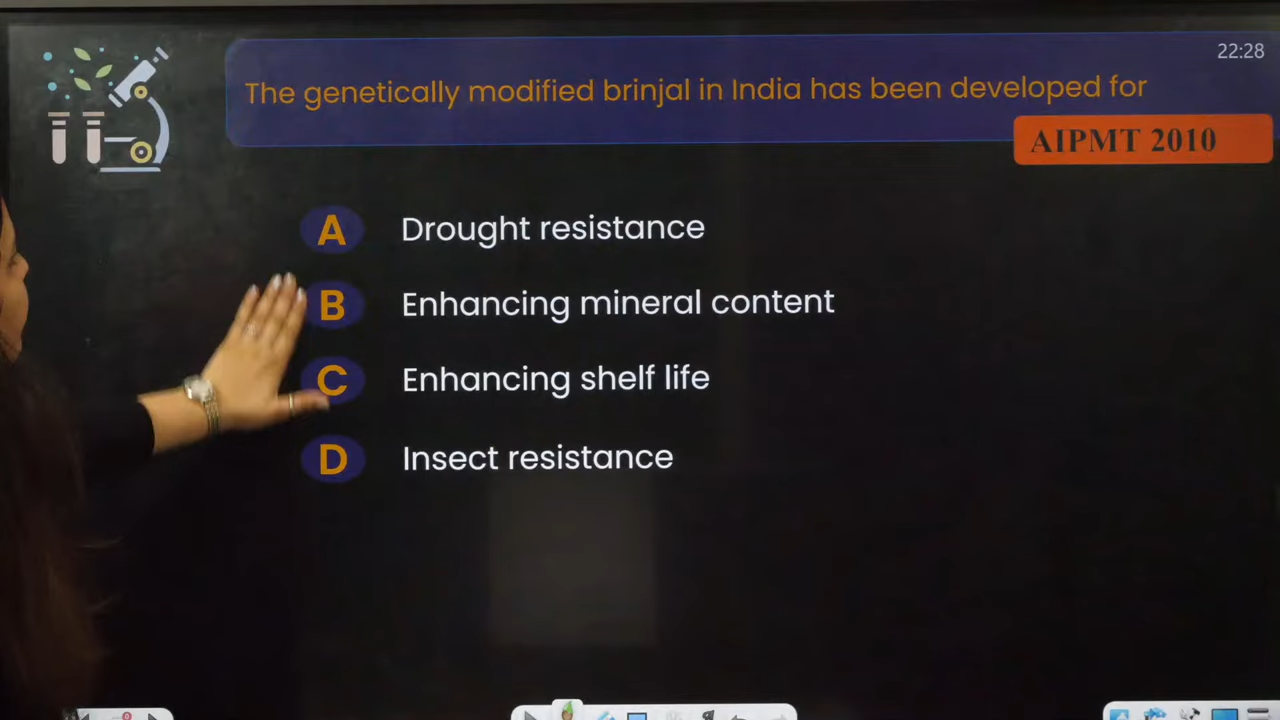 22:28
The genetically modified brinjal in India has been developed for
AIPMT 2010
A Drought resistance
B Enhancing mineral content
C Enhancing shelf life
D Insect resistance